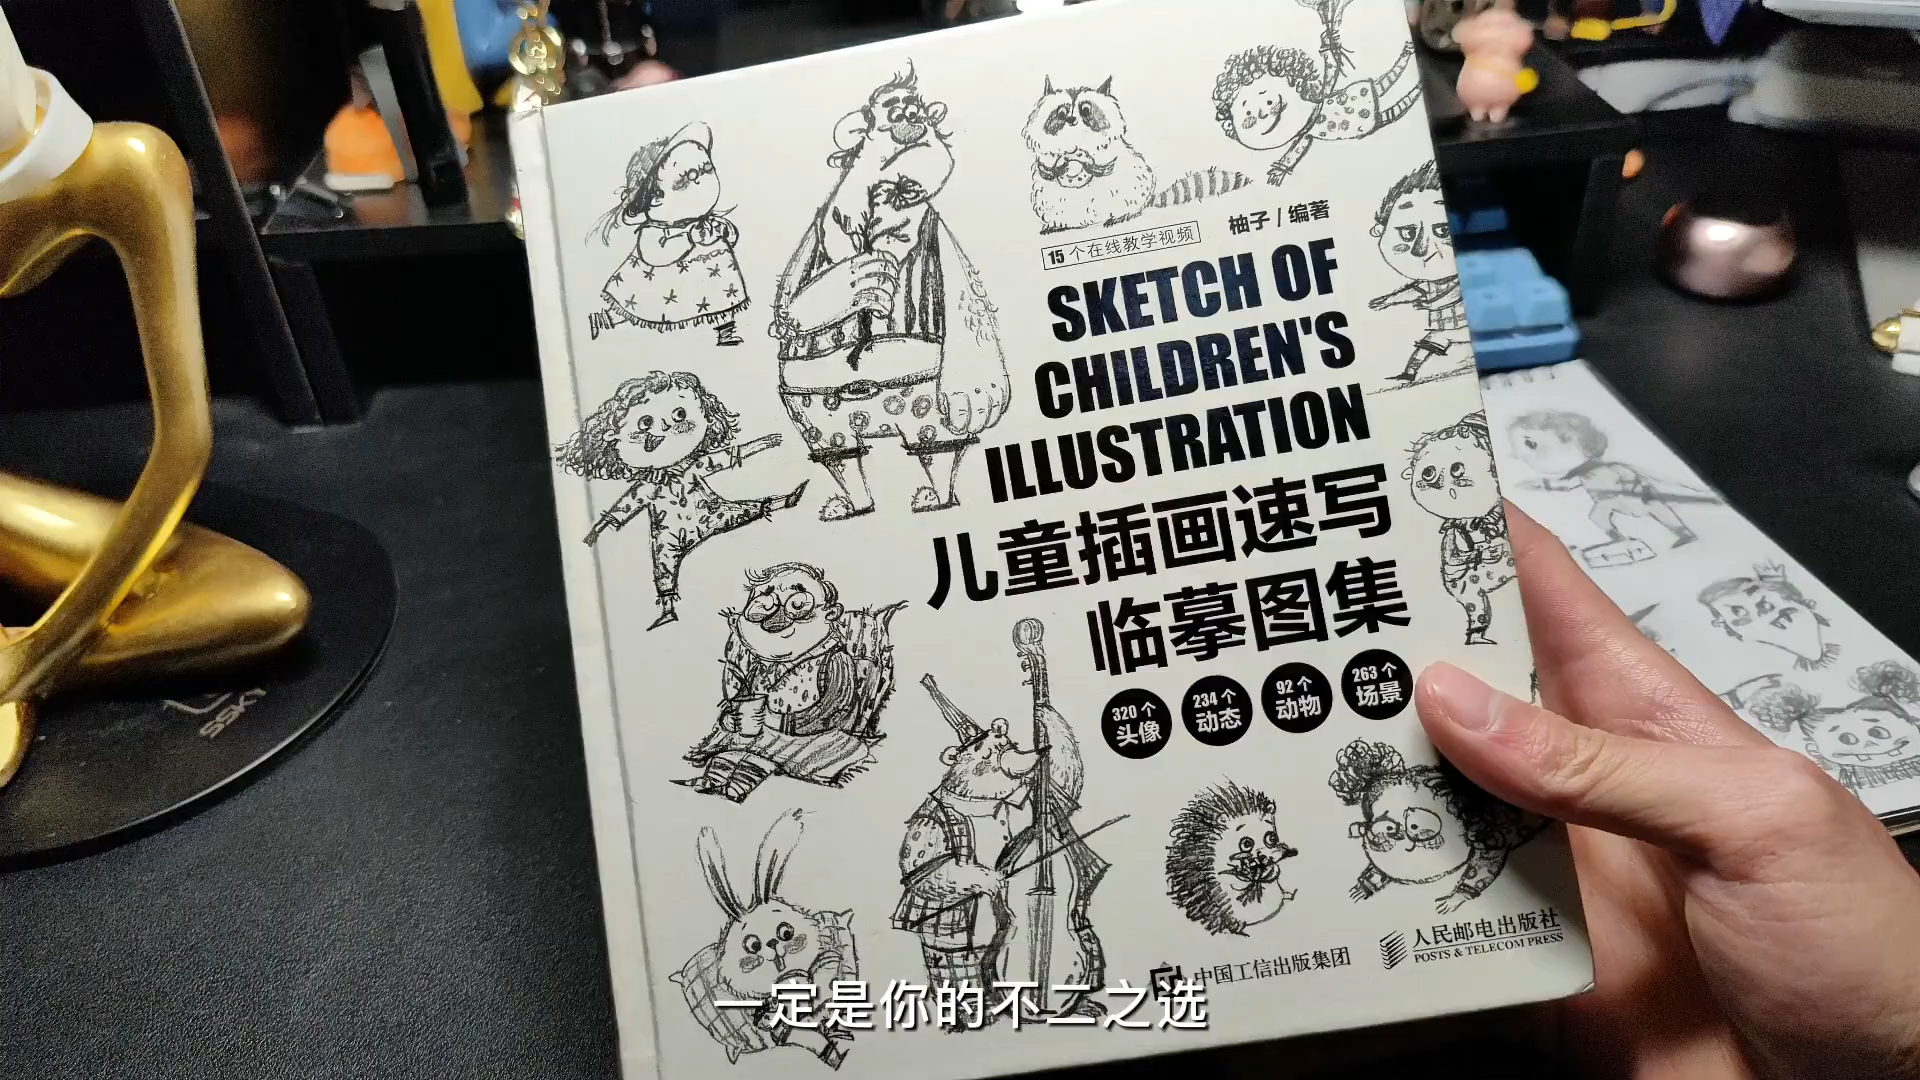 柚子 / 编著
15 个在线教学视频
SKETCH OF
CHILDREN'S
ILLUSTRATION
儿童插画速写
临摹图集
320 个
头像
234 个
动态
92 个
动物
263 个
场景
中国工信出版集团
人民邮电出版社
POSTS & TELECOM PRESS
SSKY
一定是你的不二之选